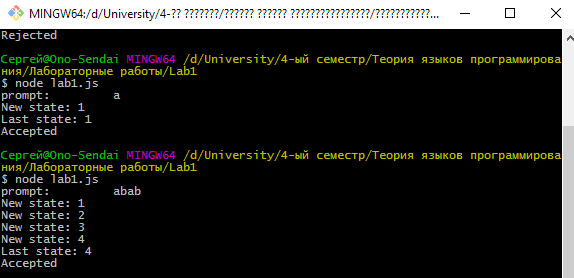 MINGW64:/d/University/4-?? ???????/?????? ?????? ????????????????/???????????...
Rejected
Сергей@Ono-Sendai MINGW64 /d/University/4-ый семестр/Теория языков программирова
ния/Лабораторные работы/Lab1
$ node lab1.js
prompt: a
New state: 1
Last state: 1
Accepted
Сергей@Ono-Sendai MINGW64 /d/University/4-ый семестр/Теория языков программирова
ния/Лабораторные работы/Lab1
$ node lab1.js
prompt: abab
New state: 1
New state: 2
New state: 3
New state: 4
Last state: 4
Accepted